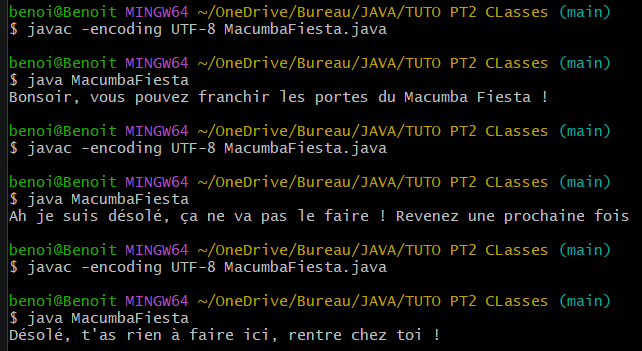 benoi@Benoit MINGW64 ~/OneDrive/Bureau/JAVA/TUTO PT2 CLasses (main)
$ javac -encoding UTF-8 MacumbaFiesta.java
benoi@Benoit MINGW64 ~/OneDrive/Bureau/JAVA/TUTO PT2 CLasses (main)
$ java MacumbaFiesta
Bonsoir, vous pouvez franchir les portes du Macumba Fiesta !
benoi@Benoit MINGW64 ~/OneDrive/Bureau/JAVA/TUTO PT2 CLasses (main)
$ javac -encoding UTF-8 MacumbaFiesta.java
benoi@Benoit MINGW64 ~/OneDrive/Bureau/JAVA/TUTO PT2 CLasses (main)
$ java MacumbaFiesta
Ah je suis désolé, ça ne va pas le faire ! Revenez une prochaine fois
benoi@Benoit MINGW64 ~/OneDrive/Bureau/JAVA/TUTO PT2 CLasses (main)
$ javac -encoding UTF-8 MacumbaFiesta.java
benoi@Benoit MINGW64 ~/OneDrive/Bureau/JAVA/TUTO PT2 CLasses (main)
$ java MacumbaFiesta
Désolé, t'as rien à faire ici, rentre chez toi !